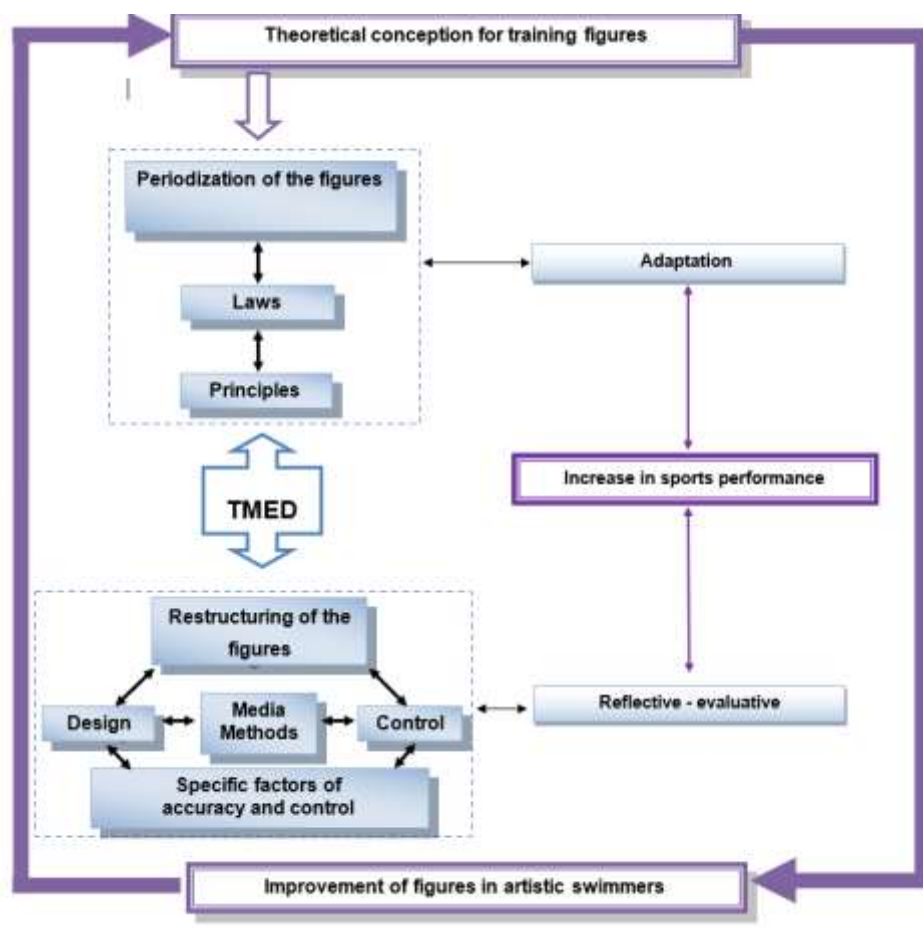 Theoretical conception for training figures
Periodization of the figures
Adaptation
Laws
Principles
Increase in sports performance
TMED
Restructuring of the
figures
Reflective - evaluative
Design
Media
Methods
Control
Specific factors of
accuracy and control
Improvement of figures in artistic swimmers